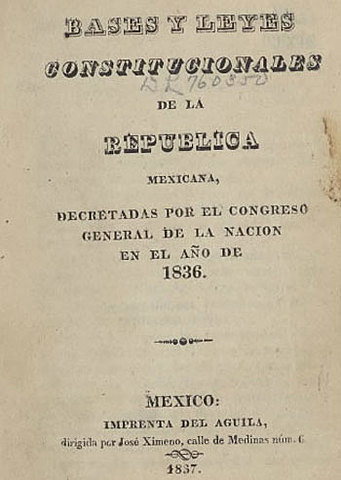 BASES Y LEYES
CONSTITUCIONALES
DE LA
REPUBLICA
MEXICANA,
DECRETADAS POR EL CONGRESO
GENERAL DE LA NACION
EN EL AÑO DE
1836.
MEXICO:
IMPRENTA DEL AGUILA,
dirigida por José Ximeno, calle de Medinas núm. 6
1837.